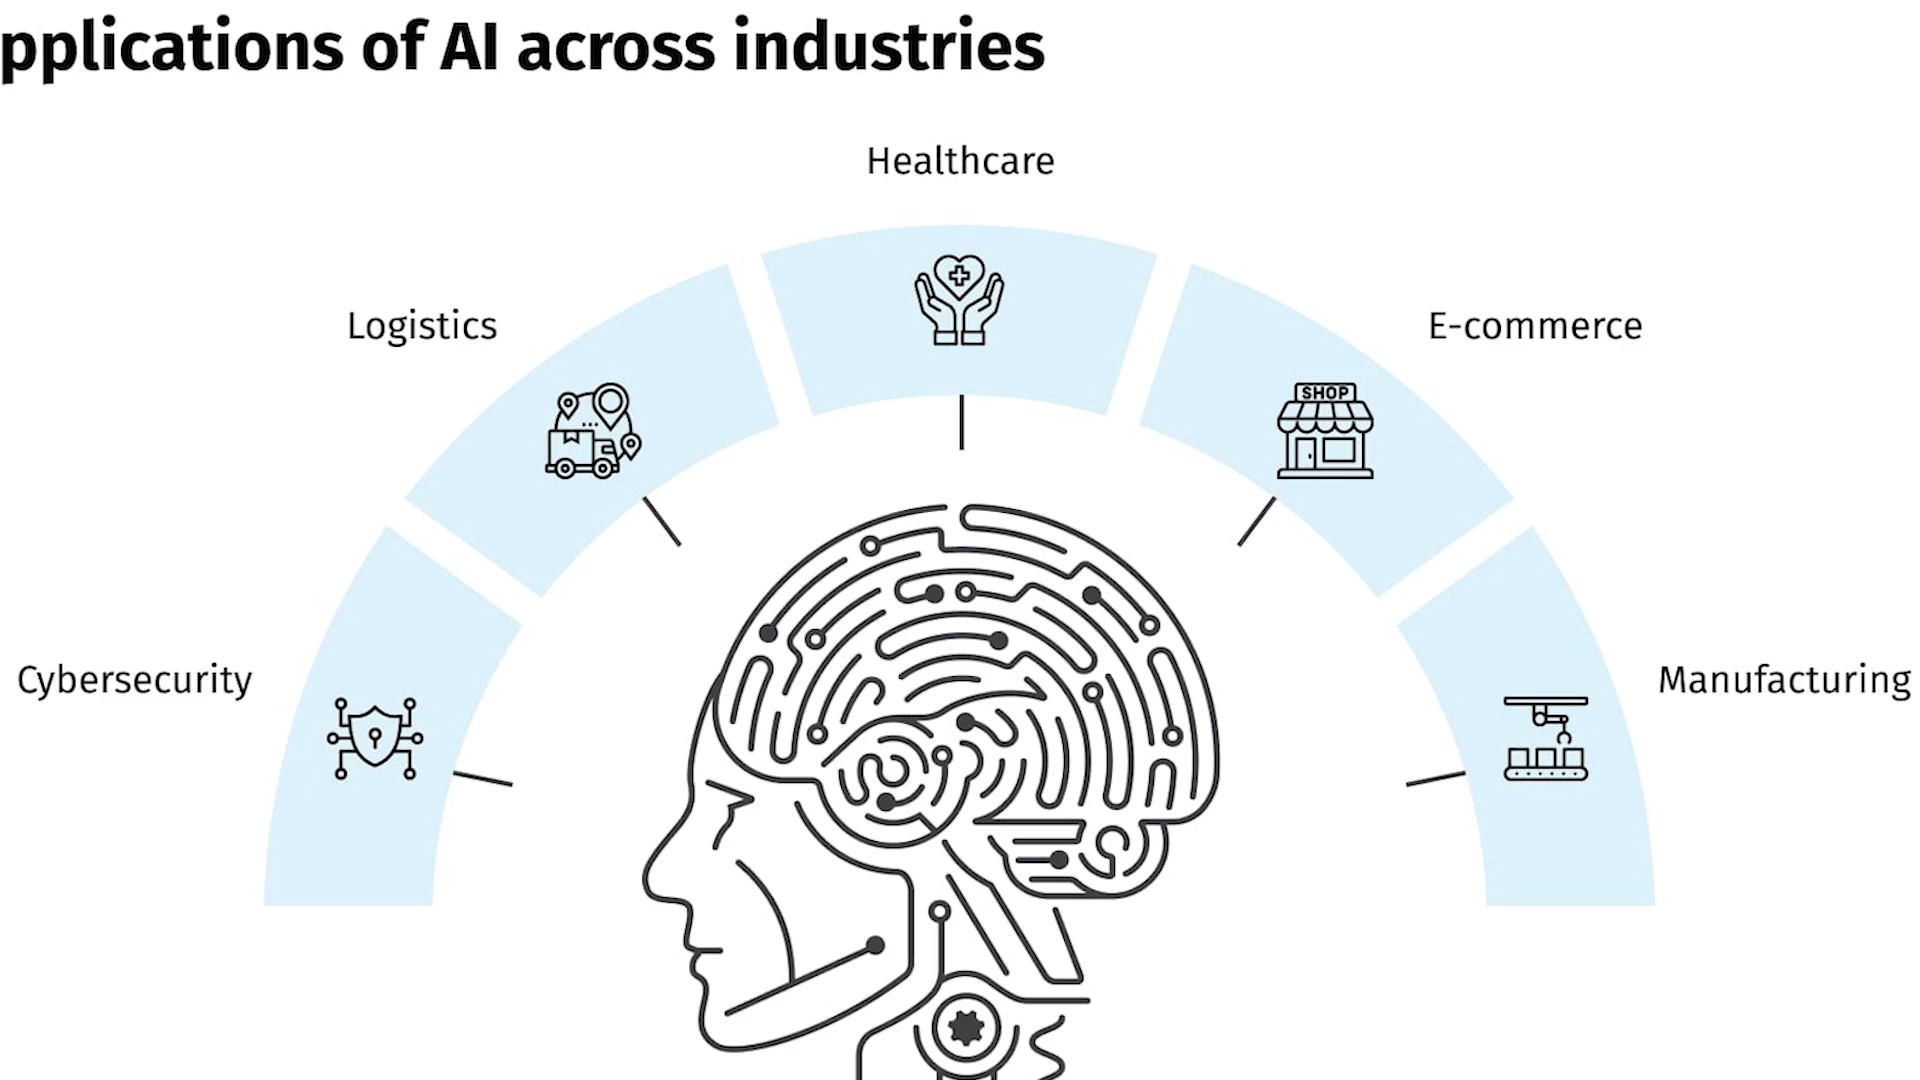 pplications of AI across industries
Healthcare
Logistics
E-commerce
SHOP
Cybersecurity
Manufacturing